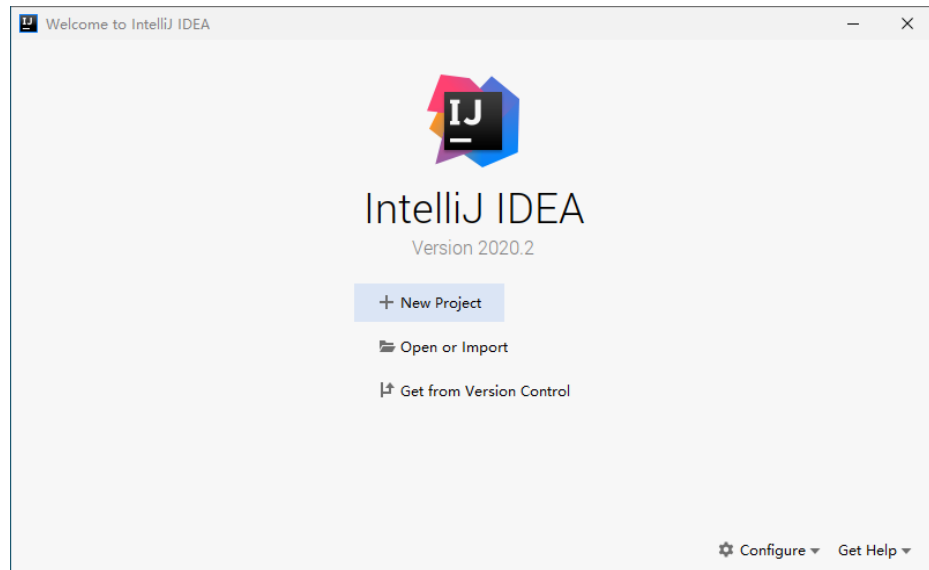 Welcome to IntelliJ IDEA
IJ
IntelliJ IDEA
Version 2020.2
New Project
Open or Import
Get from Version Control
Configure Get Help